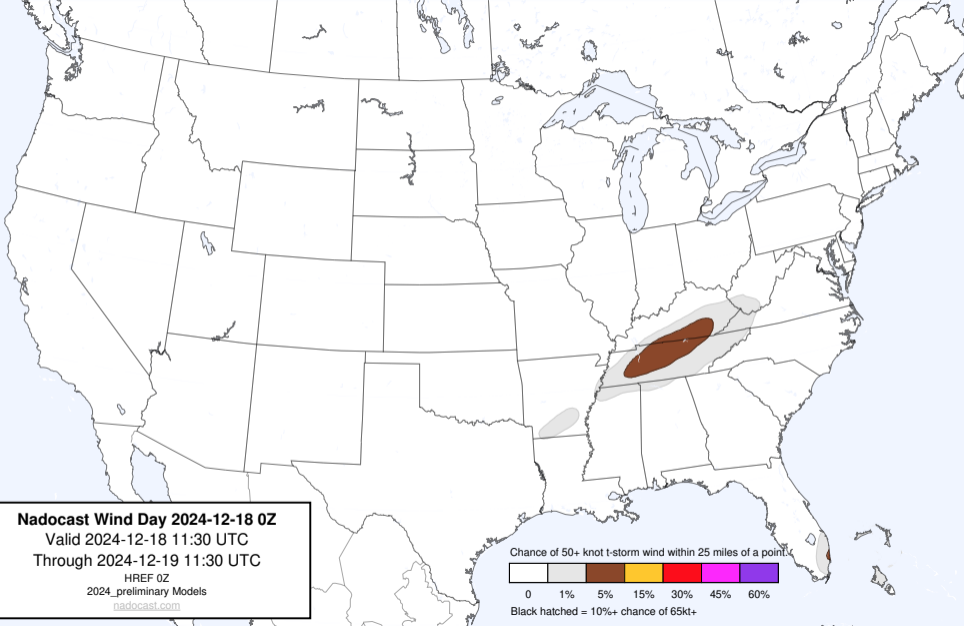 Nadocast Wind Day 2024-12-18 0Z
Valid 2024-12-18 11:30 UTC
Through 2024-12-19 11:30 UTC
HREF 0Z
2024_preliminary Models
nadocast.com
Chance of 50+ knot t-storm wind within 25 miles of a point.
0 1% 5% 15% 30% 45% 60%
Black hatched = 10%+ chance of 65kt+